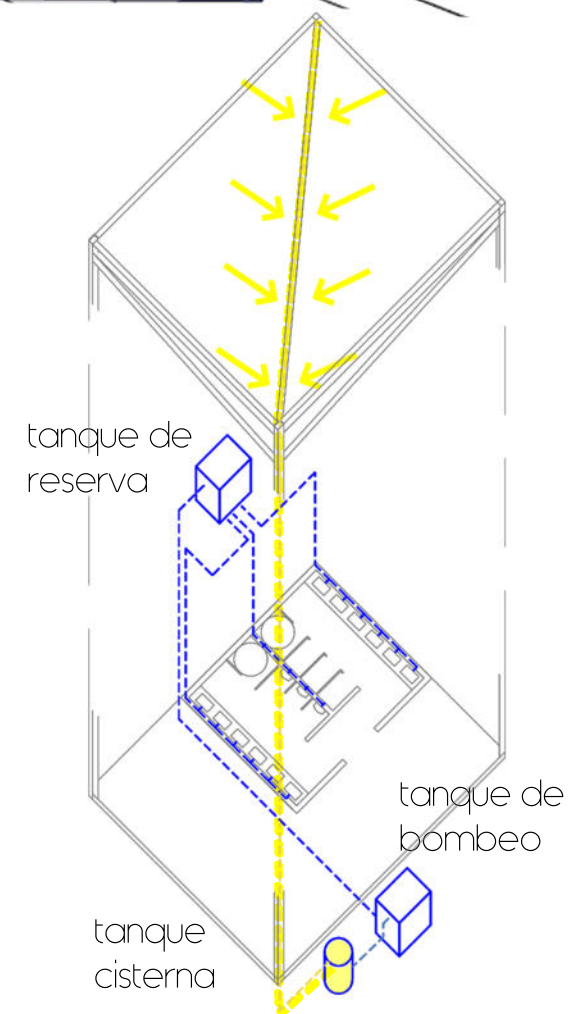 tanque de
reserva
tanque de
bombeo
tanque
cisterna